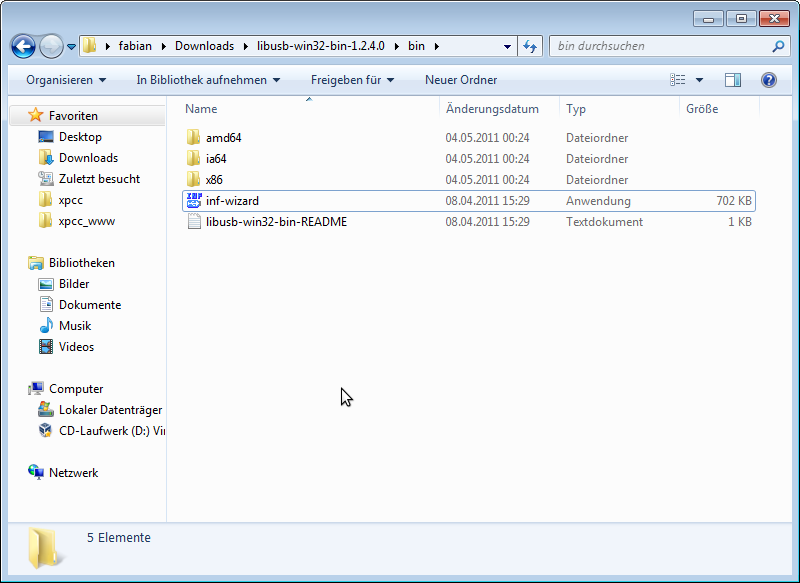 fabian Downloads libusb-win32-bin-1.2.4.0 bin
bin durchsuchen
Organisieren In Bibliothek aufnehmen Freigeben für Neuer Ordner
Favoriten
Desktop
Downloads
Zuletzt besucht
xpcc
xpcc_www
Bibliotheken
Bilder
Dokumente
Musik
Videos
Computer
Lokaler Datenträger
CD-Laufwerk (D:) Vi
Netzwerk
Name Änderungsdatum Typ Größe
amd64 04.05.2011 00:24 Dateiordner
ia64 04.05.2011 00:24 Dateiordner
x86 04.05.2011 00:24 Dateiordner
inf-wizard 08.04.2011 15:29 Anwendung 702 KB
libusb-win32-bin-README 08.04.2011 15:29 Textdokument 1 KB
5 Elemente